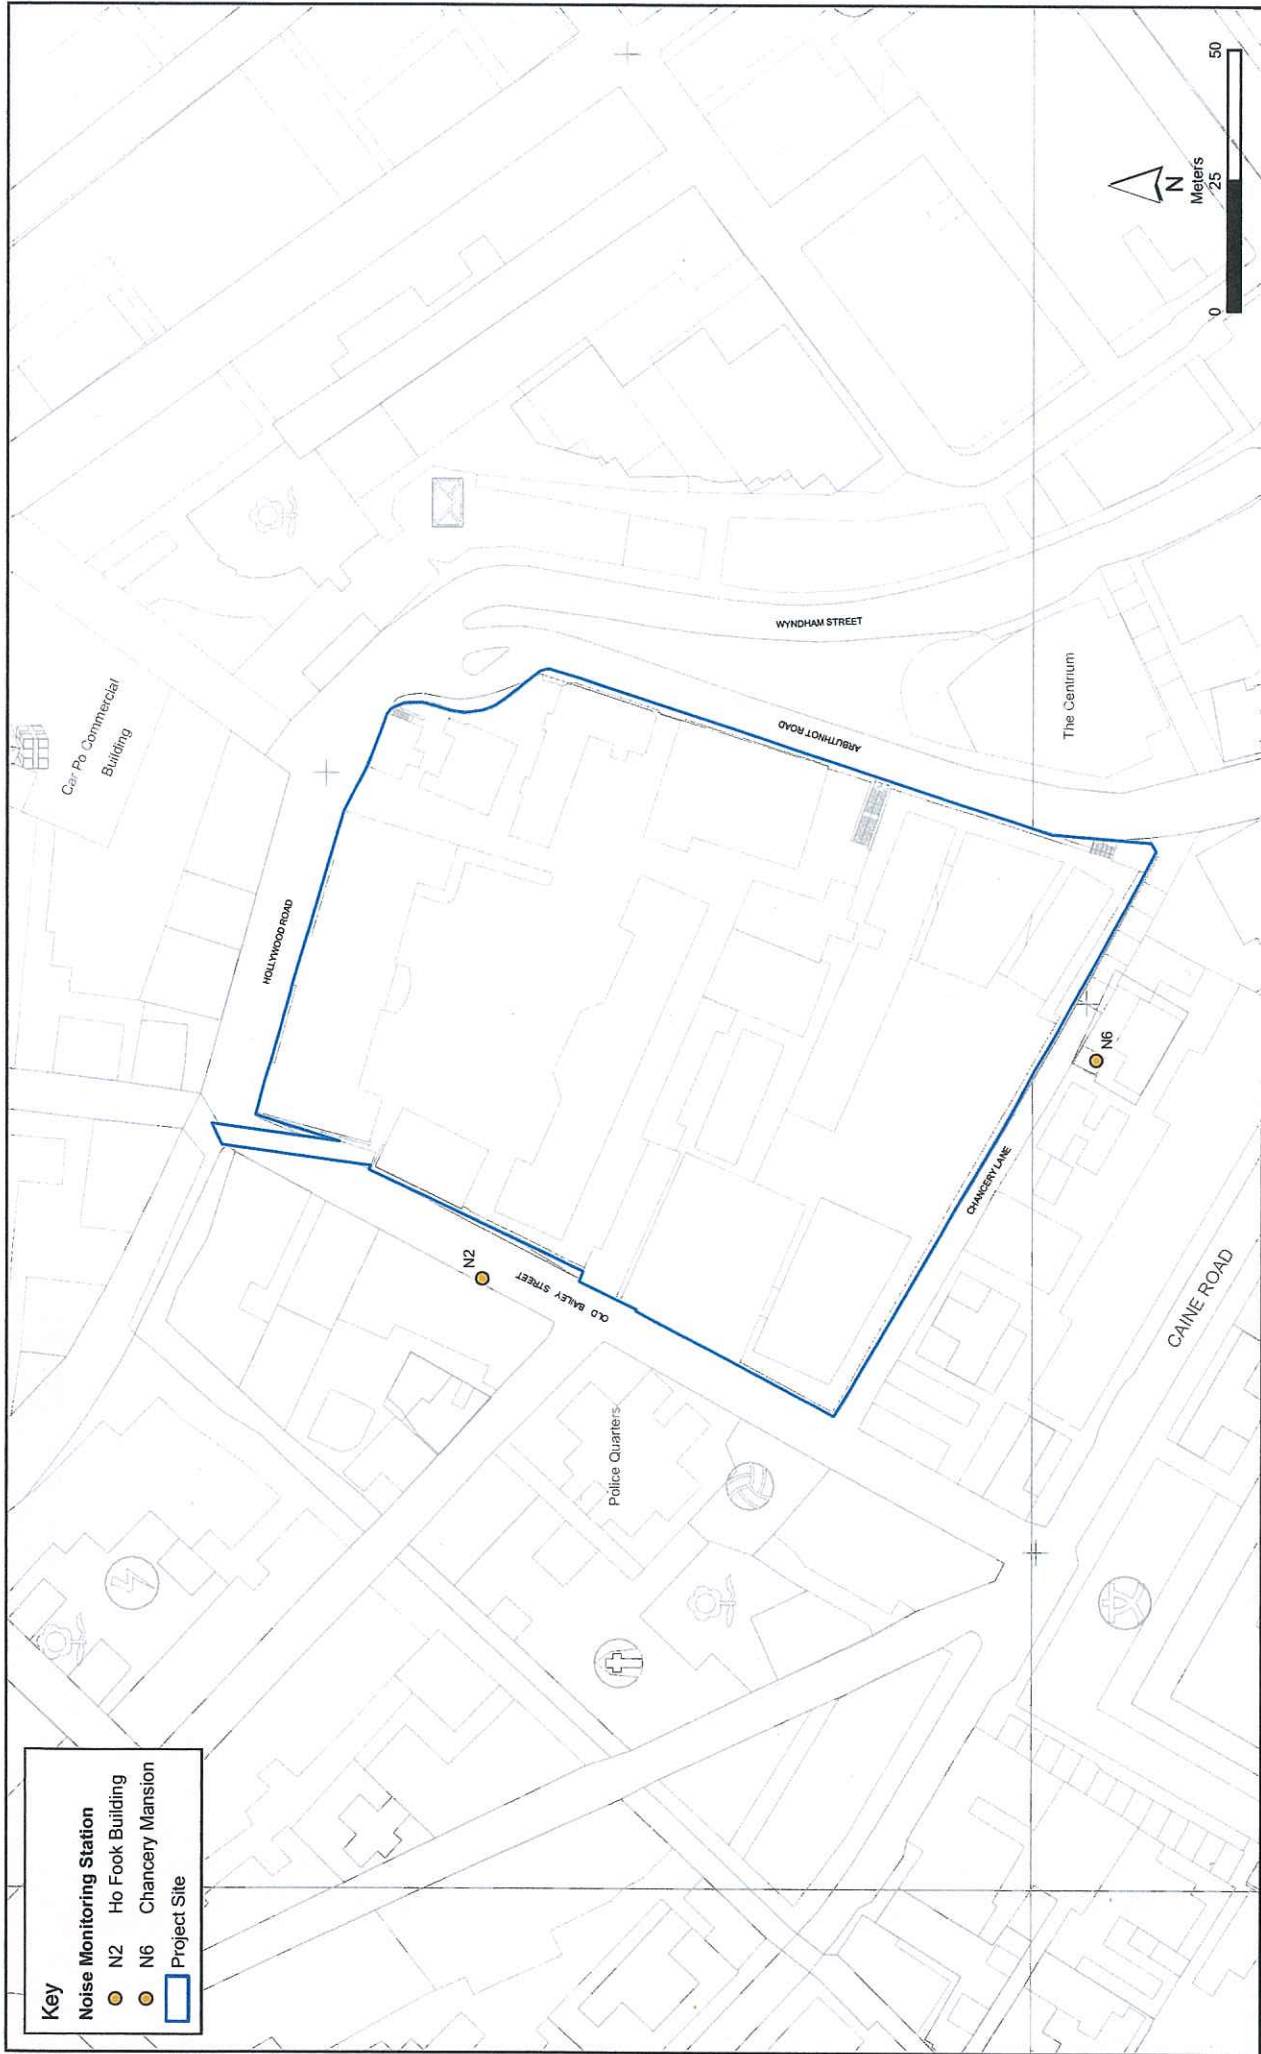 Key
Noise Monitoring Station
N2 Ho Fook Building
N6 Chancery Mansion
Project Site
Car Po Commercial
Building
HOLLYWOOD ROAD
WYNDHAM STREET
ARBUTHNOT ROAD
The Centrium
N2
OLD BAILEY STREET
Police Quarters
CHANCERY LANE
N6
CAINE ROAD
N
Meters
0 25 50